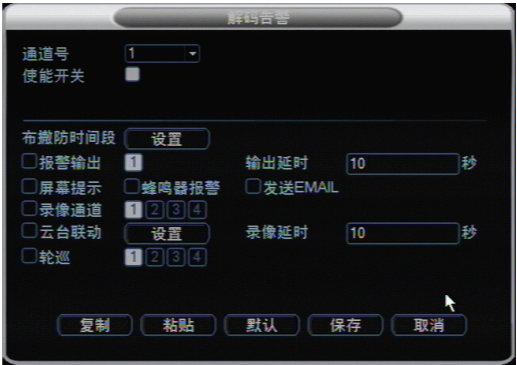 解码告警
通道号 1
使能开关
布撤防时间段 设置
报警输出 1 输出延时 10 秒
屏幕提示 蜂鸣器报警 发送EMAIL
录像通道 1 2 3 4
云台联动 设置 录像延时 10 秒
轮巡 1 2 3 4
复制 粘贴 默认 保存 取消